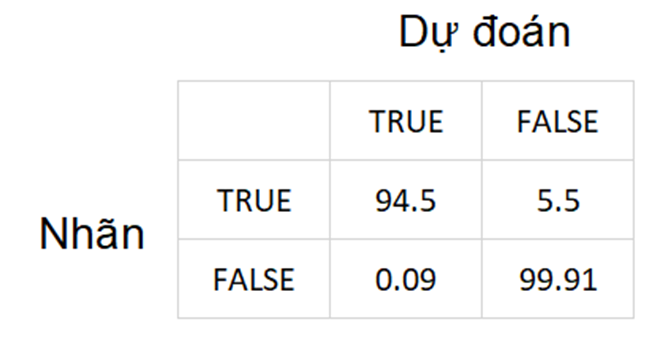 Dự đoán
TRUE FALSE
TRUE 94.5 5.5
Nhãn
FALSE 0.09 99.91